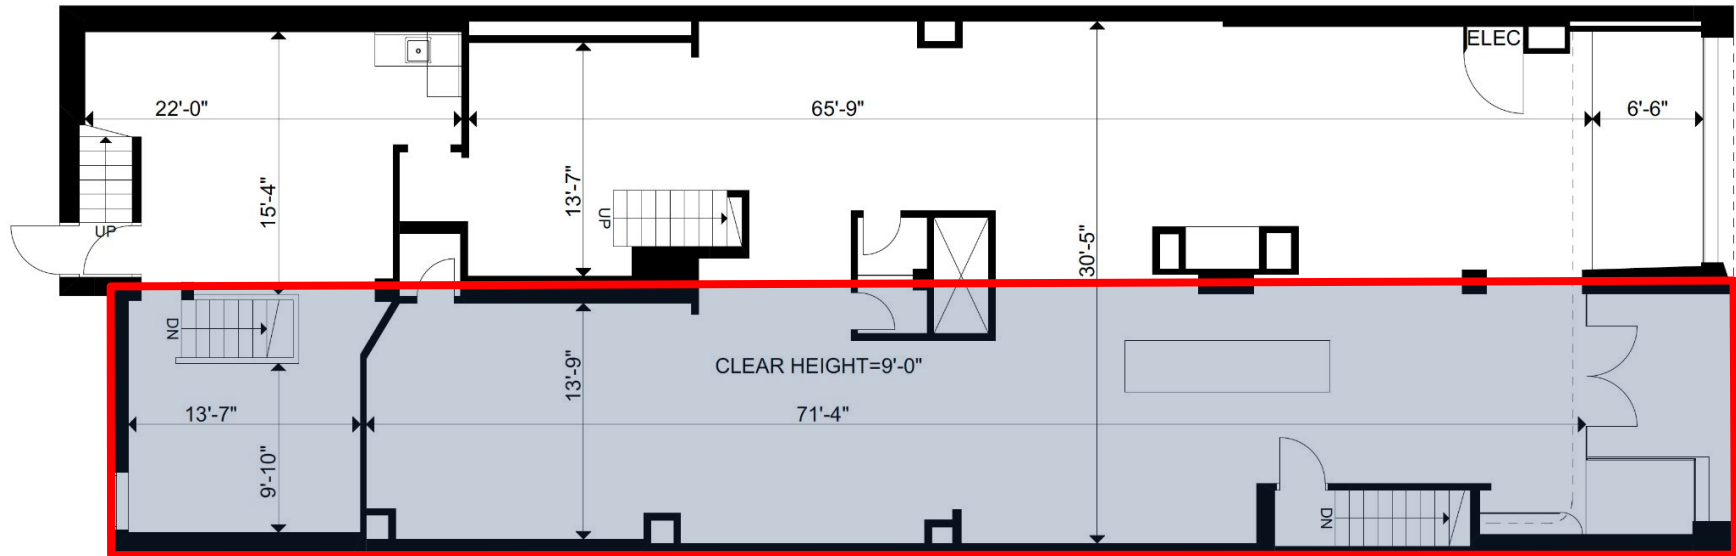 ELEC
22'-0"
65'-9"
6'-6"
15'-4"
13'-7"
UP
UP
30'-5"
DN
13'-9"
CLEAR HEIGHT=9'-0"
13'-7"
71'-4"
9'-10"
DN